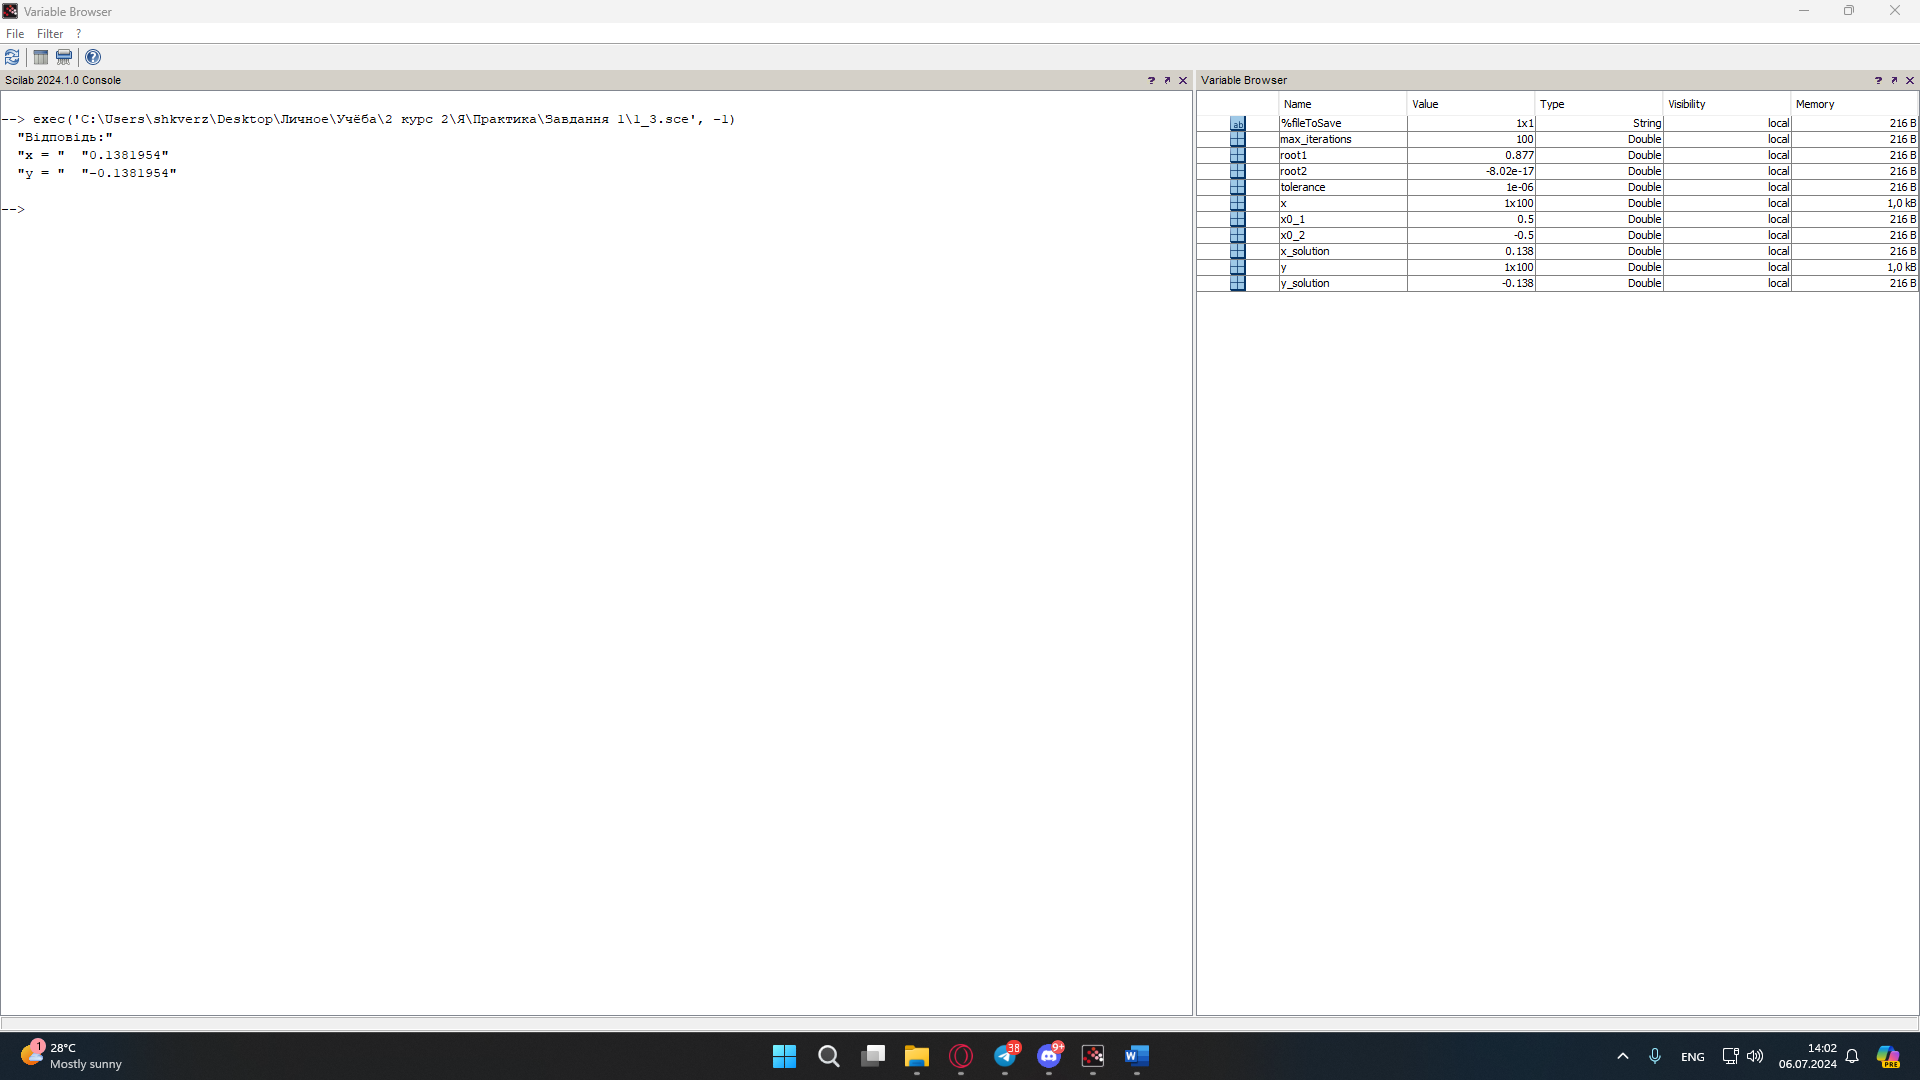 Variable Browser
File Filter ?
Scilab 2024.1.0 Console
--> exec('C:\Users\shkverz\Desktop\Личное\Учёба\2 курс 2\Я\Практика\Завдання 1\1_3.sce', -1)
"Відповідь:"
"x = " "0.1381954"
"y = " "-0.1381954"
-->
Variable Browser
Name Value Type Visibility Memory
ab %fileToSave 1x1 String local 216 B
max_iterations 100 Double local 216 B
root1 0.877 Double local 216 B
root2 -8.02e-17 Double local 216 B
tolerance 1e-06 Double local 216 B
x 1x100 Double local 1,0 kB
x0_1 0.5 Double local 216 B
x0_2 -0.5 Double local 216 B
x_solution 0.138 Double local 216 B
y 1x100 Double local 1,0 kB
y_solution -0.138 Double local 216 B
1 28°C
Mostly sunny
38 9+ W
ENG
14:02
06.07.2024
PRE